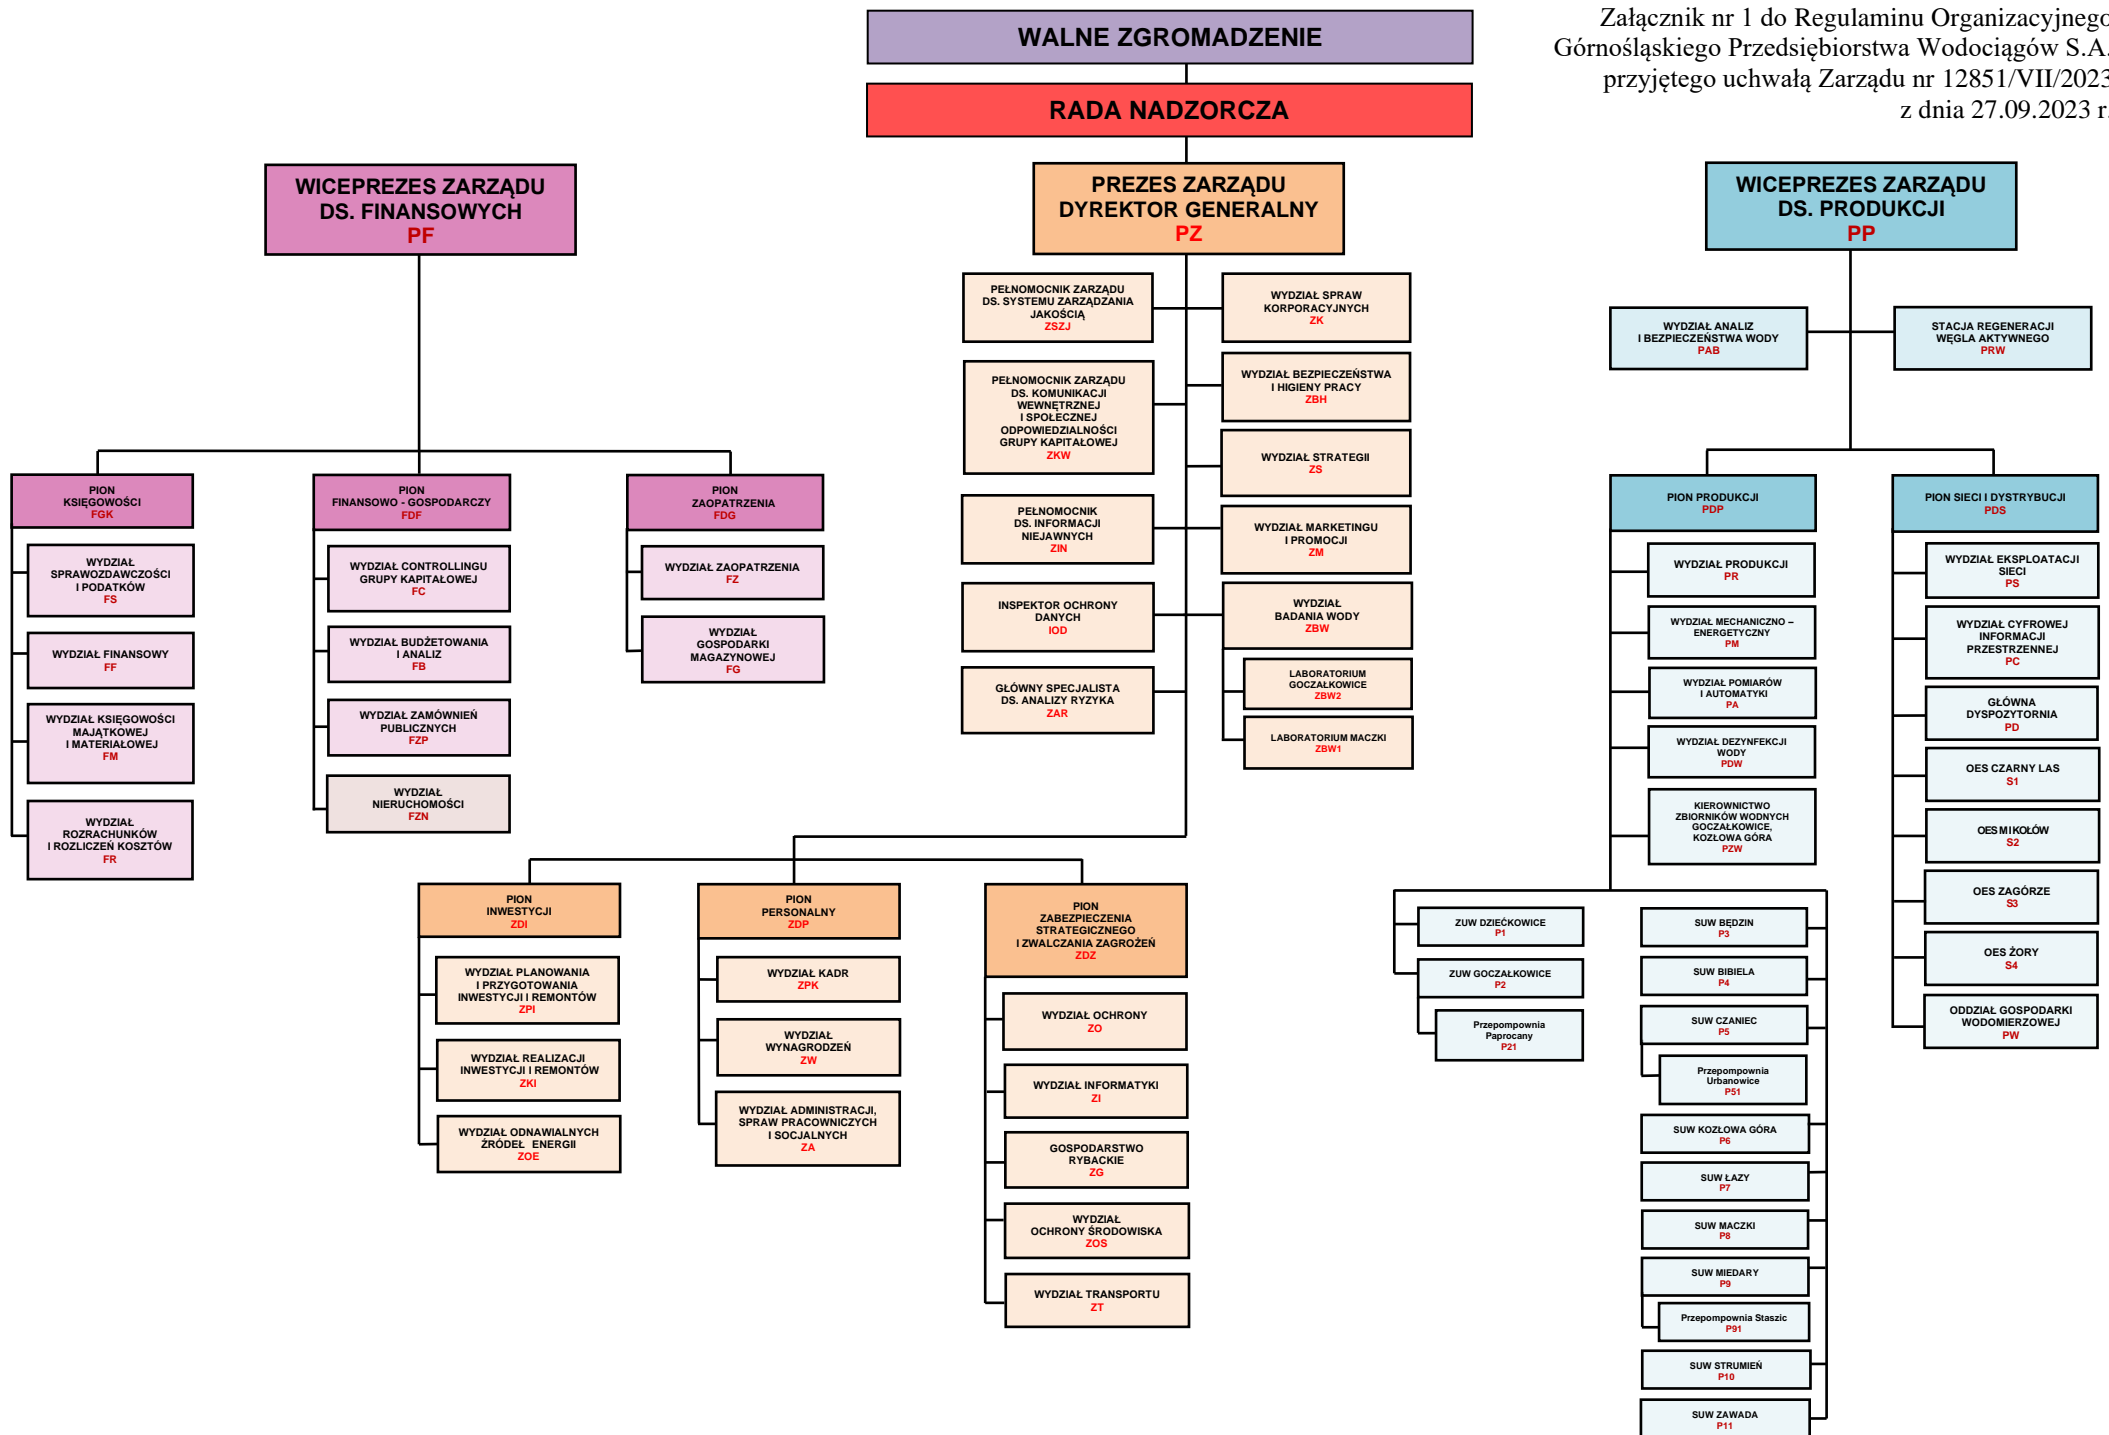 Załącznik nr 1 do Regulaminu Organizacyjnego
Górnośląskiego Przedsiębiorstwa Wodociągów S.A.
przyjętego uchwałą Zarządu nr 12851/VII/2023
z dnia 27.09.2023 r.
WALNE ZGROMADZENIE
RADA NADZORCZA
WICEPREZES ZARZĄDU
DS. FINANSOWYCH
PF
PREZES ZARZĄDU
DYREKTOR GENERALNY
PZ
WICEPREZES ZARZĄDU
DS. PRODUKCJI
PP
PION
KSIĘGOWOŚCI
FGK
WYDZIAŁ
SPRAWOZDAWCZOŚCI
I PODATKÓW
FS
WYDZIAŁ FINANSOWY
FF
WYDZIAŁ KSIĘGOWOŚCI
MAJĄTKOWEJ
I MATERIAŁOWEJ
FM
WYDZIAŁ
ROZRACHUNKÓW
I ROZLICZEŃ KOSZTÓW
FR
PION
FINANSOWO - GOSPODARCZY
FDF
WYDZIAŁ CONTROLLINGU
GRUPY KAPITAŁOWEJ
FC
WYDZIAŁ BUDŻETOWANIA
I ANALIZ
FB
WYDZIAŁ ZAMÓWNIEŃ
PUBLICZNYCH
FZP
WYDZIAŁ
NIERUCHOMOŚCI
FZN
PION
ZAOPATRZENIA
FDG
WYDZIAŁ ZAOPATRZENIA
FZ
WYDZIAŁ
GOSPODARKI
MAGAZYNOWEJ
FG
PEŁNOMOCNIK ZARZĄDU
DS. SYSTEMU ZARZĄDZANIA
JAKOŚCIĄ
ZSZJ
PEŁNOMOCNIK ZARZĄDU
DS. KOMUNIKACJI
WEWNĘTRZNEJ
I SPOŁECZNEJ
ODPOWIEDZIALNOŚCI
GRUPY KAPITAŁOWEJ
ZKW
PEŁNOMOCNIK
DS. INFORMACJI
NIEJAWNYCH
ZIN
INSPEKTOR OCHRONY
DANYCH
IOD
GŁÓWNY SPECJALISTA
DS. ANALIZY RYZYKA
ZAR
WYDZIAŁ SPRAW
KORPORACYJNYCH
ZK
WYDZIAŁ BEZPIECZEŃSTWA
I HIGIENY PRACY
ZBH
WYDZIAŁ STRATEGII
ZS
WYDZIAŁ MARKETINGU
I PROMOCJI
ZM
WYDZIAŁ
BADANIA WODY
ZBW
LABORATORIUM
GOCZAŁKOWICE
ZBW2
LABORATORIUM MACZKI
ZBW1
PION
INWESTYCJI
ZDI
WYDZIAŁ PLANOWANIA
I PRZYGOTOWANIA
INWESTYCJI I REMONTÓW
ZPI
WYDZIAŁ REALIZACJI
INWESTYCJI I REMONTÓW
ZKI
WYDZIAŁ ODNAWIALNYCH
ŹRÓDEŁ ENERGII
ZOE
PION
PERSONALNY
ZDP
WYDZIAŁ KADR
ZPK
WYDZIAŁ
WYNAGRODZEŃ
ZW
WYDZIAŁ ADMINISTRACJI,
SPRAW PRACOWNICZYCH
I SOCJALNYCH
ZA
PION
ZABEZPIECZENIA
STRATEGICZNEGO
I ZWALCZANIA ZAGROŻEŃ
ZDZ
WYDZIAŁ OCHRONY
ZO
WYDZIAŁ INFORMATYKI
ZI
GOSPODARSTWO
RYBACKIE
ZG
WYDZIAŁ
OCHRONY ŚRODOWISKA
ZOS
WYDZIAŁ TRANSPORTU
ZT
WYDZIAŁ ANALIZ
I BEZPIECZEŃSTWA WODY
PAB
STACJA REGENERACJI
WĘGLA AKTYWNEGO
PRW
PION PRODUKCJI
PDP
WYDZIAŁ PRODUKCJI
PR
WYDZIAŁ MECHANICZNO –
ENERGETYCZNY
PM
WYDZIAŁ POMIARÓW
I AUTOMATYKI
PA
WYDZIAŁ DEZYNFEKCJI
WODY
PDW
KIEROWNICTWO
ZBIORNIKÓW WODNYCH
GOCZAŁKOWICE,
KOZŁOWA GÓRA
PZW
ZUW DZIEĆKOWICE
P1
ZUW GOCZAŁKOWICE
P2
Przepompownia
Paprocany
P21
SUW BĘDZIN
P3
SUW BIBIELA
P4
SUW CZANIEC
P5
Przepompownia
Urbanowice
P51
SUW KOZŁOWA GÓRA
P6
SUW ŁAZY
P7
SUW MACZKI
P8
SUW MIEDARY
P9
Przepompownia Staszic
P91
SUW STRUMIEŃ
P10
SUW ZAWADA
P11
PION SIECI I DYSTRYBUCJI
PDS
WYDZIAŁ EKSPLOATACJI
SIECI
PS
WYDZIAŁ CYFROWEJ
INFORMACJI
PRZESTRZENNEJ
PC
GŁÓWNA
DYSPOZYTORNIA
PD
OES CZARNY LAS
S1
OES MIKOŁÓW
S2
OES ZAGÓRZE
S3
OES ŻORY
S4
ODDZIAŁ GOSPODARKI
WODOMIERZOWEJ
PW